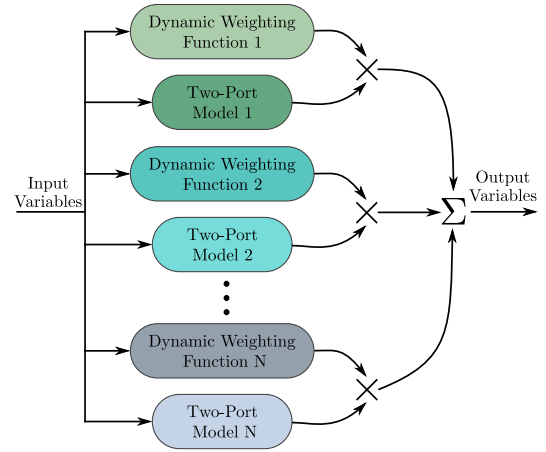 Dynamic Weighting
Function 1
Two-Port
Model 1
Dynamic Weighting
Function 2
Input
Variables
Output
Variables
Σ
Two-Port
Model 2
Dynamic Weighting
Function N
Two-Port
Model N